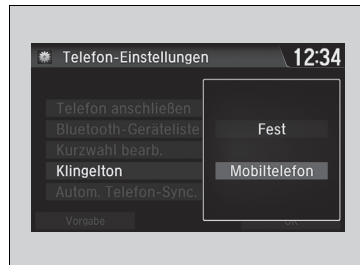 Telefon-Einstellungen
12:34
Telefon anschließen
Bluetooth-Geräteliste
Kurzwahl bearb.
Klingelton
Autom. Telefon-Sync.
Fest
Mobiltelefon
Vorgabe
OK